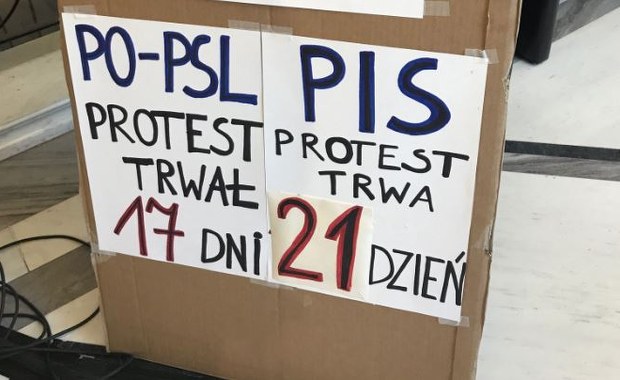 PO-PSL
PROTEST
TRWAŁ
17 DNI
PIS
PROTEST
TRWA
21 DZIEŃ